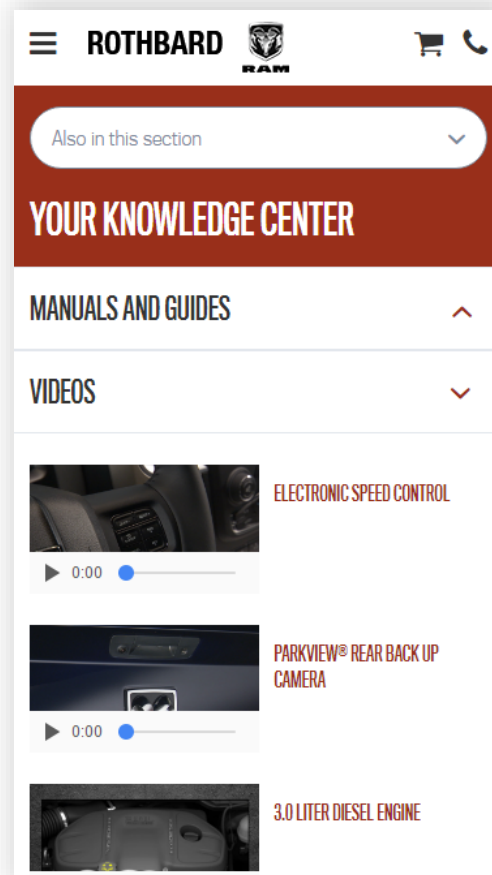 ROTHBARD
RAM
Also in this section
YOUR KNOWLEDGE CENTER
MANUALS AND GUIDES
VIDEOS
ELECTRONIC SPEED CONTROL
0:00
PARKVIEW® REAR BACK UP
CAMERA
0:00
3.0 LITER DIESEL ENGINE